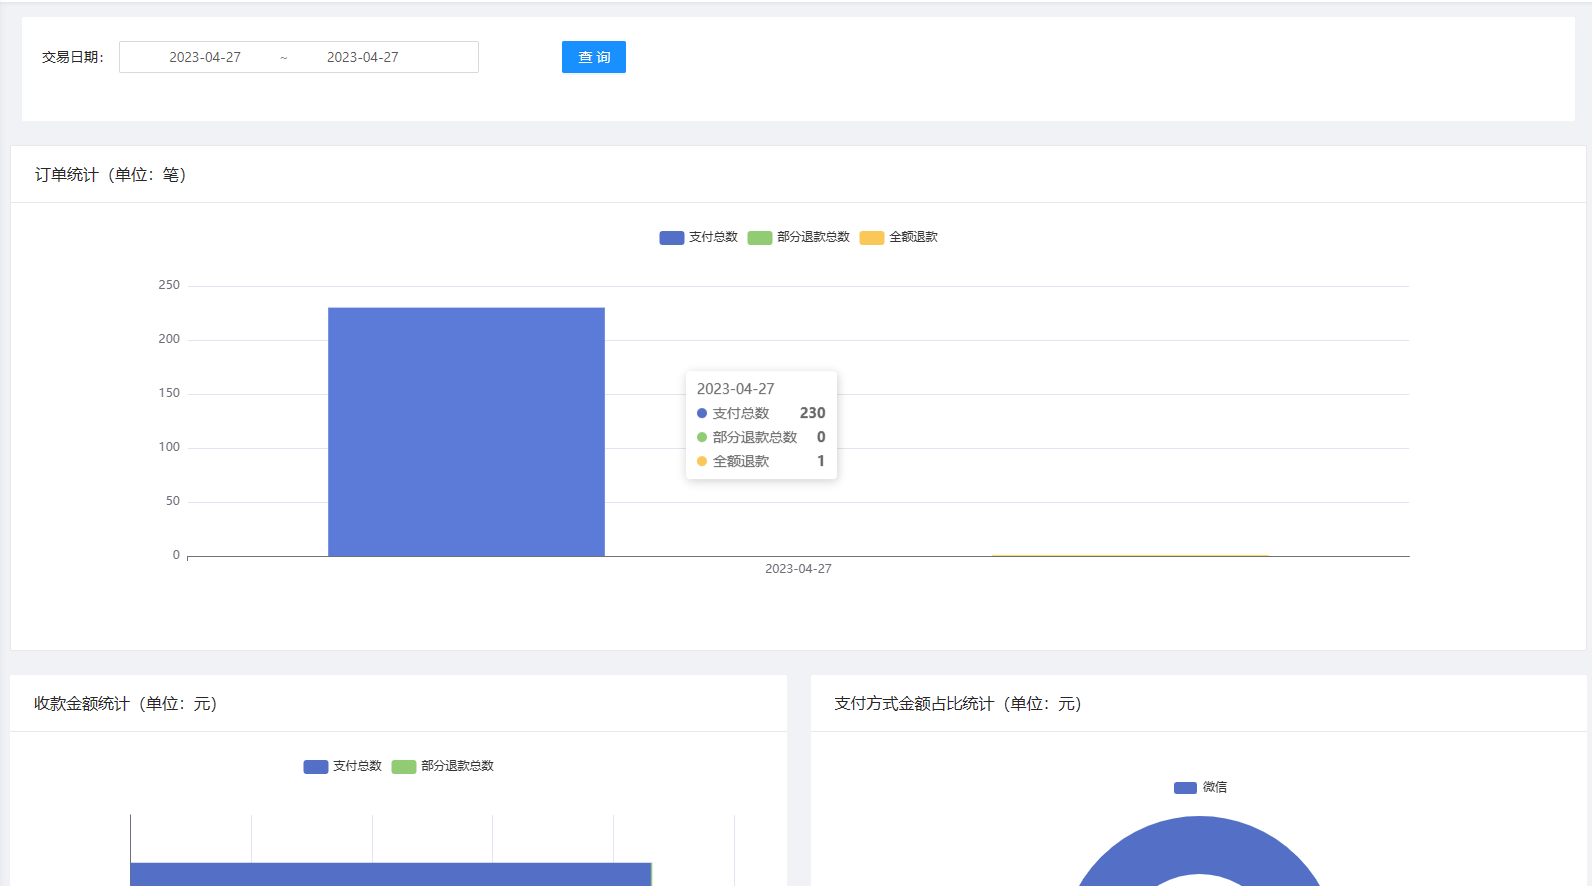 交易日期： 2023-04-27 ~ 2023-04-27 查 询
订单统计（单位：笔）
支付总数 部分退款总数 全额退款
250
200
150
100
50
0
2023-04-27
支付总数 230
部分退款总数 0
全额退款 1
2023-04-27
收款金额统计（单位：元）
支付总数 部分退款总数
支付方式金额占比统计（单位：元）
微信